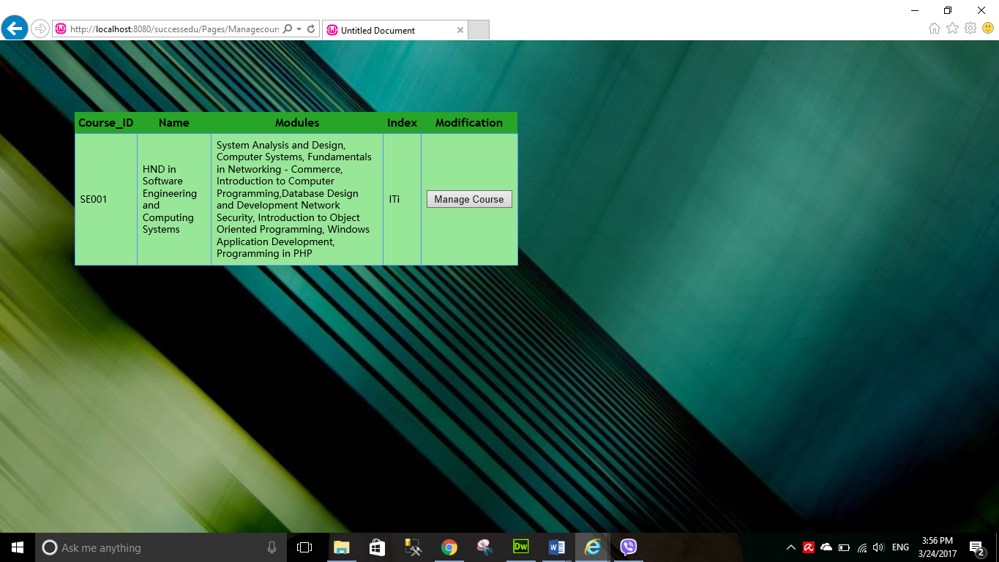 http://localhost:8080/successedu/Pages/Managecour
Untitled Document
Course_ID Name Modules Index Modification
SE001
HND in
Software
Engineering
and
Computing
Systems
System Analysis and Design,
Computer Systems, Fundamentals
in Networking - Commerce,
Introduction to Computer
Programming,Database Design
and Development Network
Security, Introduction to Object
Oriented Programming, Windows
Application Development,
Programming in PHP
ITi
Manage Course
Ask me anything
Dw
W
ENG
3:56 PM
3/24/2017
2